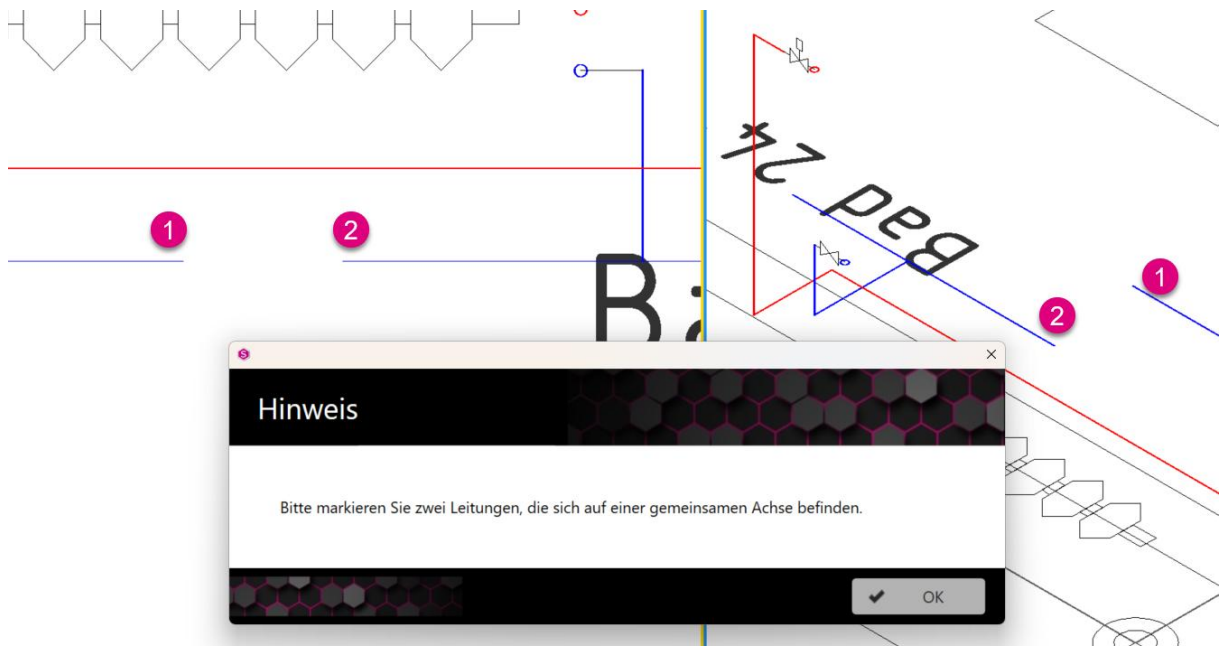 1
2
Ba
Bad 24
1
2
S
Hinweis
Bitte markieren Sie zwei Leitungen, die sich auf einer gemeinsamen Achse befinden.
OK